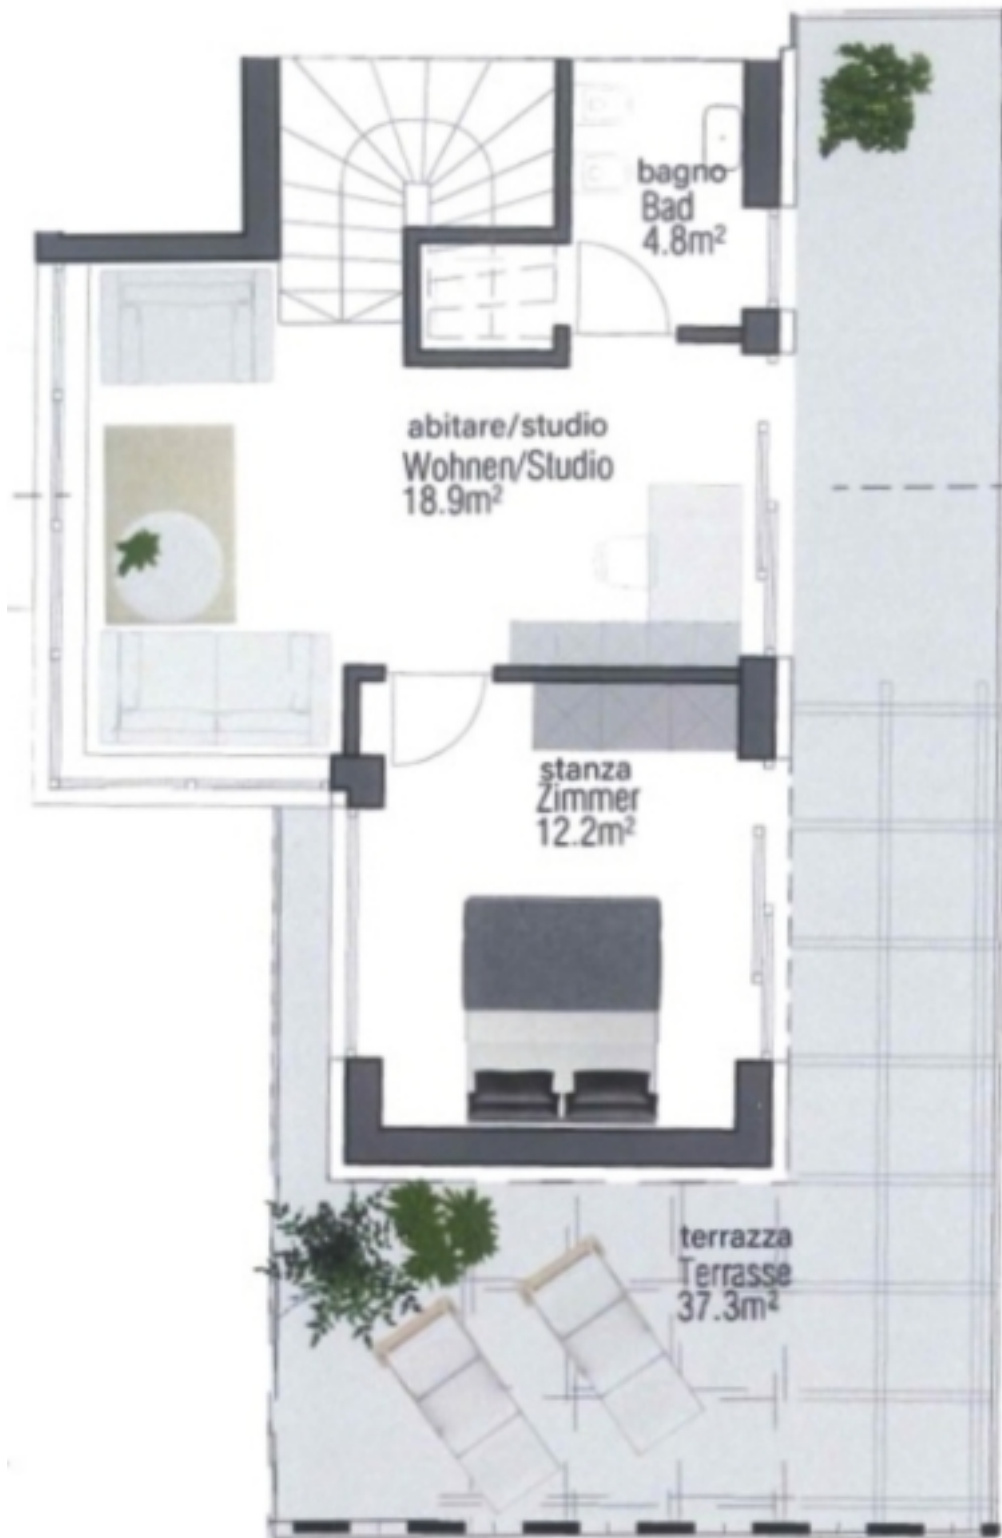 bagno
Bad
4.8m²
abitare/studio
Wohnen/Studio
18.9m²
stanza
Zimmer
12.2m²
terrazza
Terrasse
37.3m²